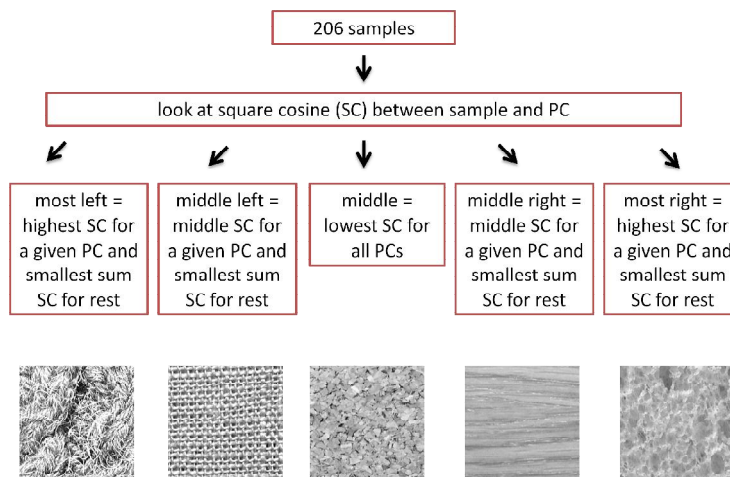 206 samples
look at square cosine (SC) between sample and PC
most left =
highest SC for
a given PC and
smallest sum
SC for rest
middle left =
middle SC for
a given PC and
smallest sum
SC for rest
middle =
lowest SC for
all PCs
middle right =
middle SC for
a given PC and
smallest sum
SC for rest
most right =
highest SC for
a given PC and
smallest sum
SC for rest